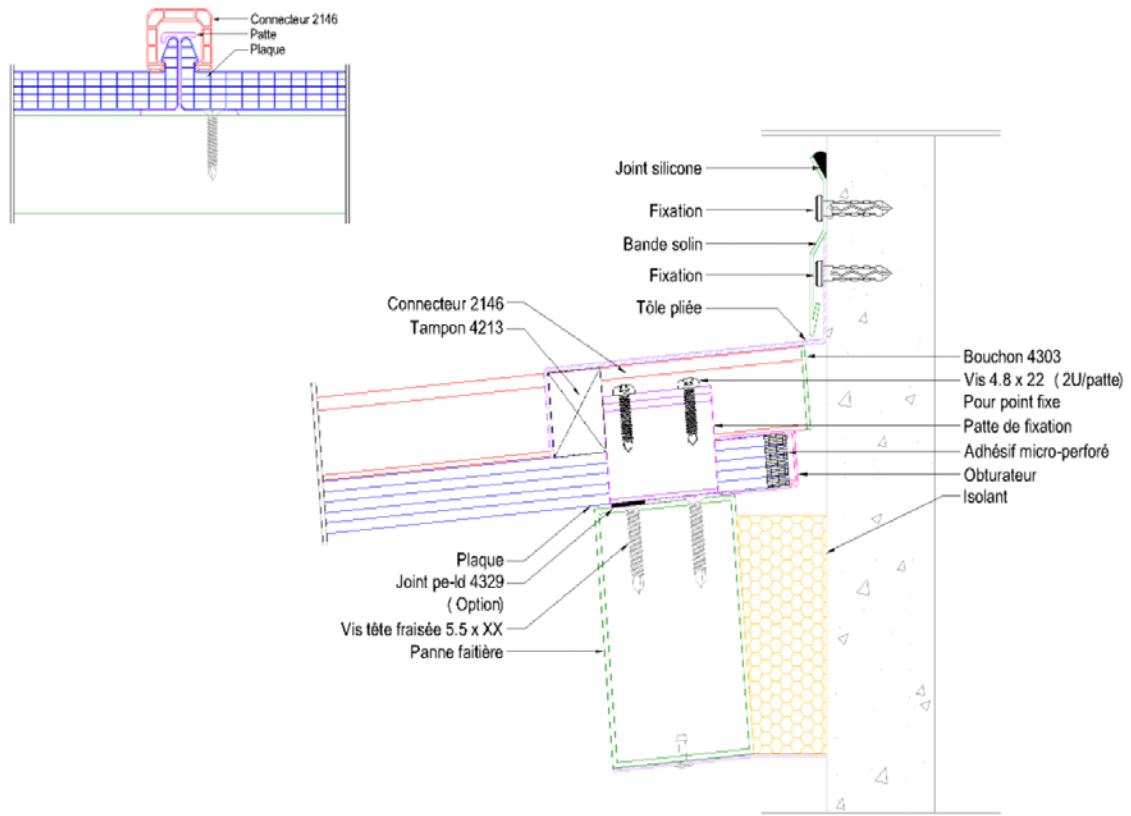 Connecteur 2146
Patte
Plaque
Joint silicone
Fixation
Bande solin
Fixation
Tôle pliée
Connecteur 2146
Tampon 4213
Bouchon 4303
Vis 4.8 x 22 ( 2U/patte)
Pour point fixe
Patte de fixation
Adhésif micro-perforé
Obturateur
Isolant
Plaque
Joint pe-ld 4329
( Option)
Vis tête fraisée 5.5 x XX
Panne faitière